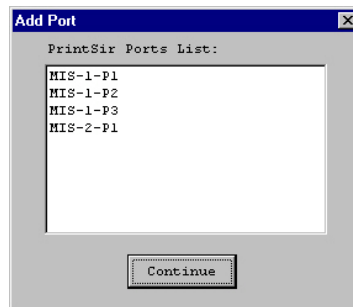 Add Port
PrintSir Ports List:
MIS-1-P1
MIS-1-P2
MIS-1-P3
MIS-2-P1
Continue